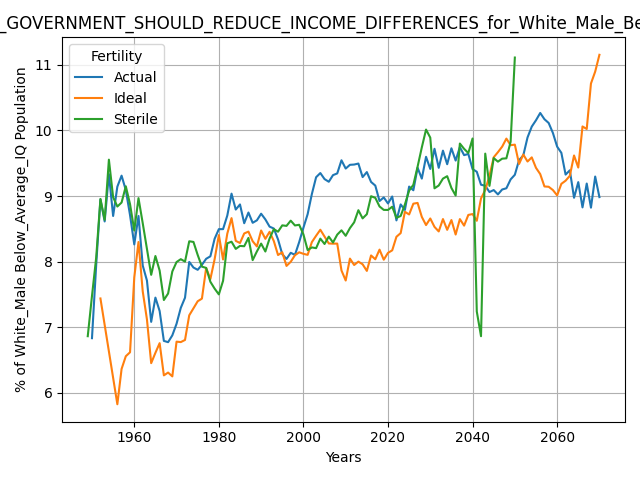 _GOVERNMENT_SHOULD_REDUCE_INCOME_DIFFERENCES_for_White_Male_Be
Fertility
Actual
Ideal
Sterile
% of White_Male Below_Average_IQ Population
11
10
9
8
7
6
1960 1980 2000 2020 2040 2060
Years